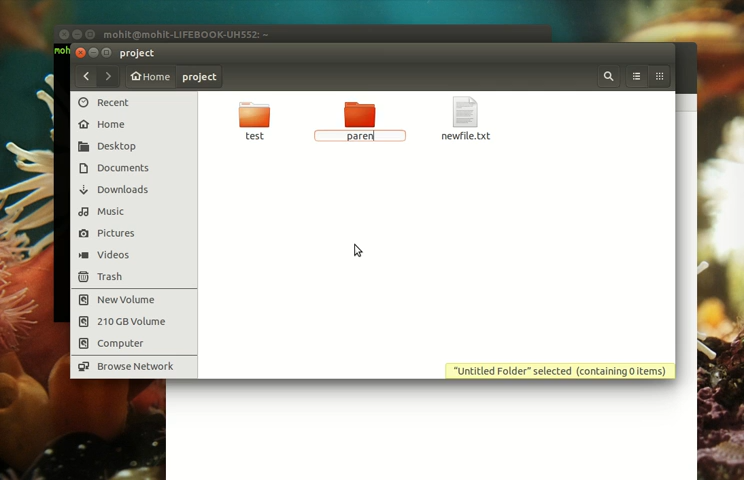 mohit@mohit-LIFEBOOK-UH552: ~
moh
project
Home
project
Recent
Home
Desktop
Documents
Downloads
Music
Pictures
Videos
Trash
New Volume
210 GB Volume
Computer
Browse Network
test
paren
newfile.txt
“Untitled Folder” selected (containing 0 items)